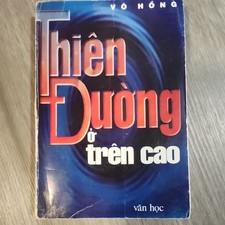 VÕ HỒNG
Thiên
Đường
ở
trên cao
văn học